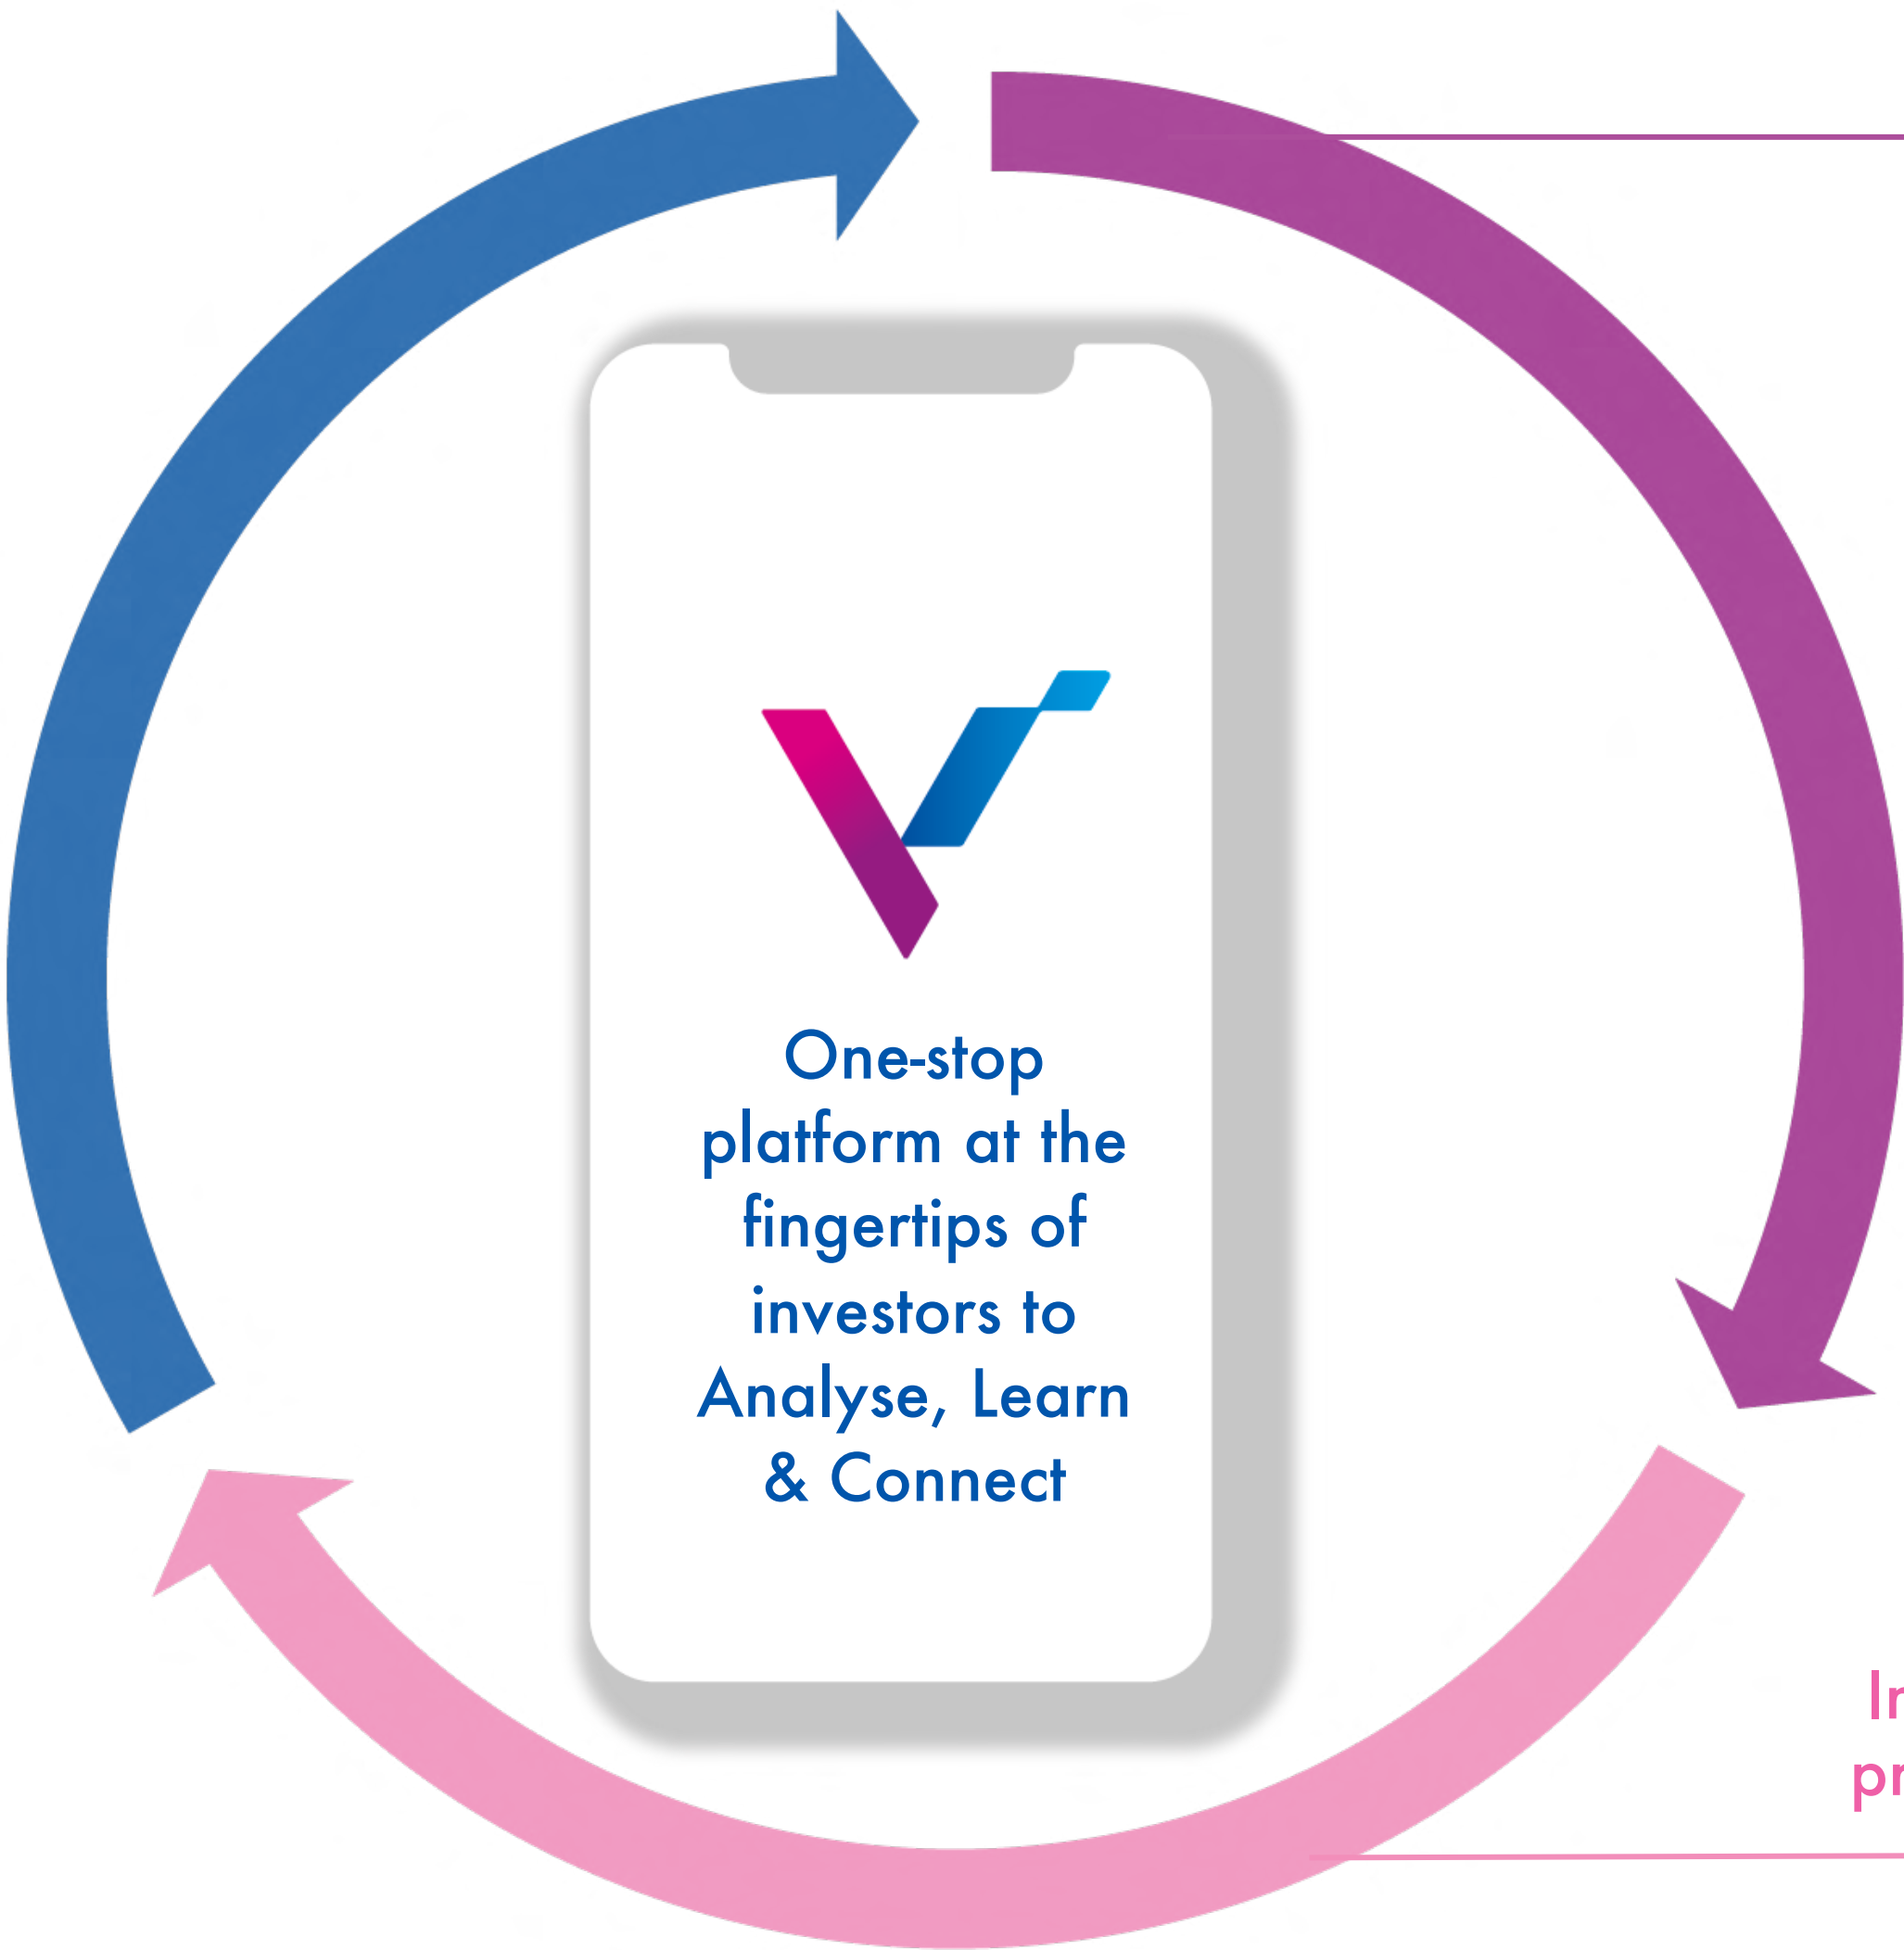 One-stop
platform at the
fingertips of
investors to
Analyse, Learn
& Connect